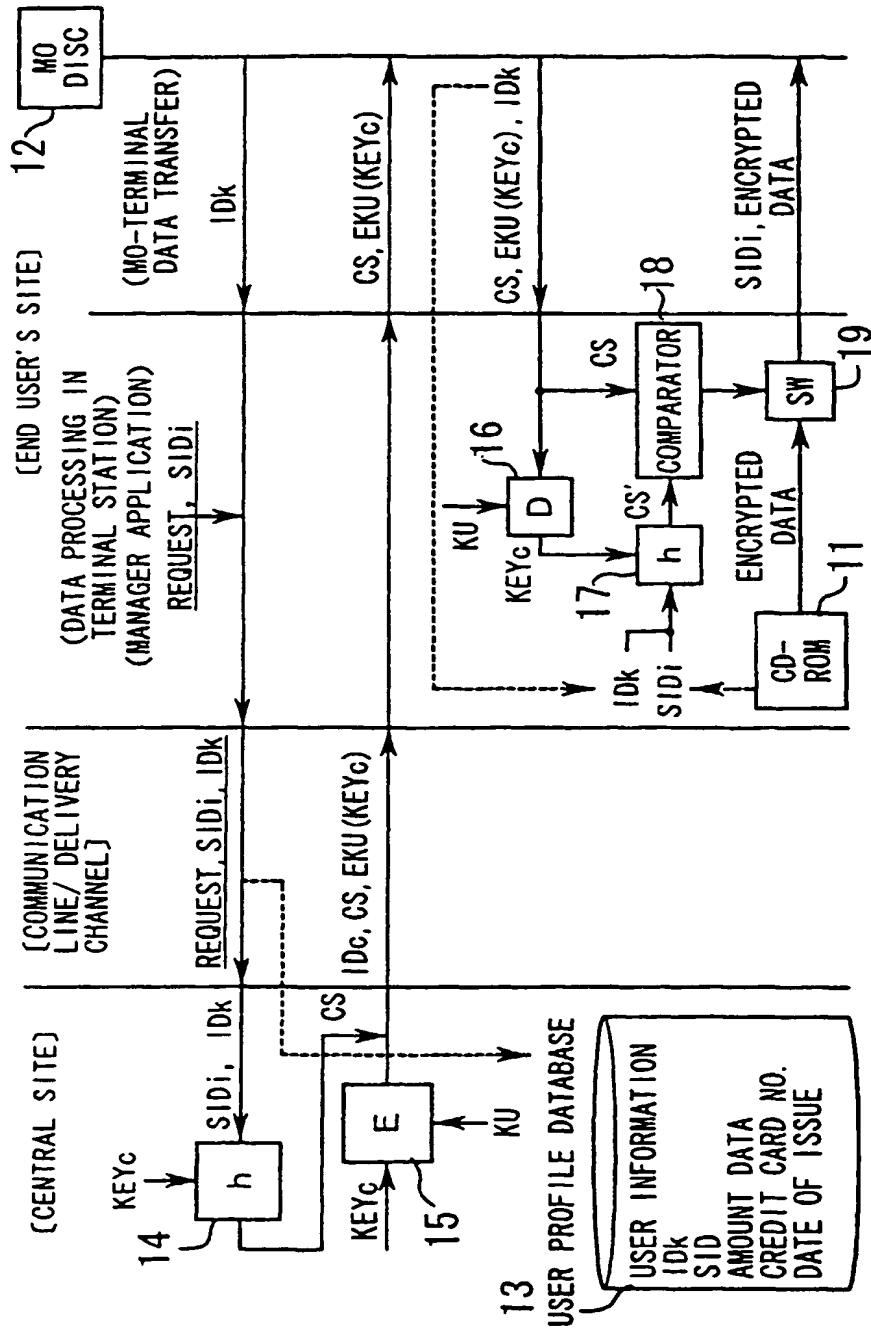 [CENTRAL SITE]
[COMMUNICATION
LINE/ DELIVERY
CHANNEL]
[END USER'S SITE]
(DATA PROCESSING IN
TERMINAL STATION)
(MANAGER APPLICATION)
REQUEST, SIDi
(MO-TERMINAL
DATA TRANSFER)
IDk
12
MO
DISC
KEYc
SIDi, IDk
REQUEST, SIDi, IDk
h
14
CS
KEYc
E
15
KU
IDc, CS, EKU(KEYc)
CS, EKU(KEYc)
CS, EKU(KEYc), IDk
KU
16
D
KEYc
CS
17
h
CS'
COMPARATOR
18
IDk
SIDi
CD-
ROM
11
ENCRYPTED
DATA
SW
19
SIDi, ENCRYPTED
DATA
13
USER PROFILE DATABASE
USER INFORMATION
IDk
SID
AMOUNT DATA
CREDIT CARD NO.
DATE OF ISSUE